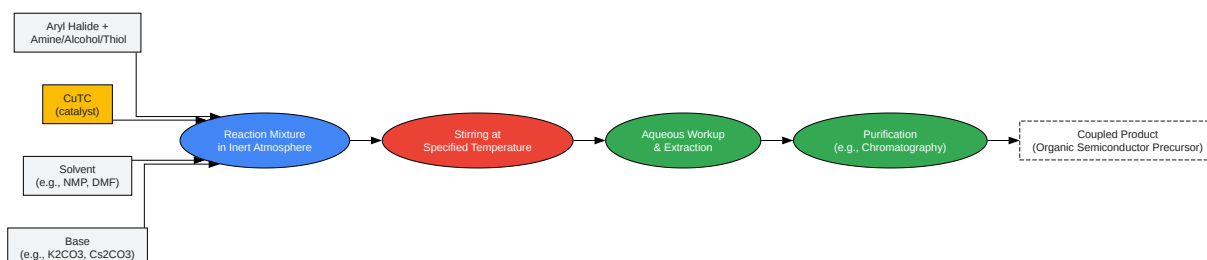 Aryl Halide +
Amine/Alcohol/Thiol
CuTC
(catalyst)
Solvent
(e.g., NMP, DMF)
Base
(e.g., K2CO3, Cs2CO3)
Reaction Mixture
in Inert Atmosphere
Stirring at
Specified Temperature
Aqueous Workup
& Extraction
Purification
(e.g., Chromatography)
Coupled Product
(Organic Semiconductor Precursor)